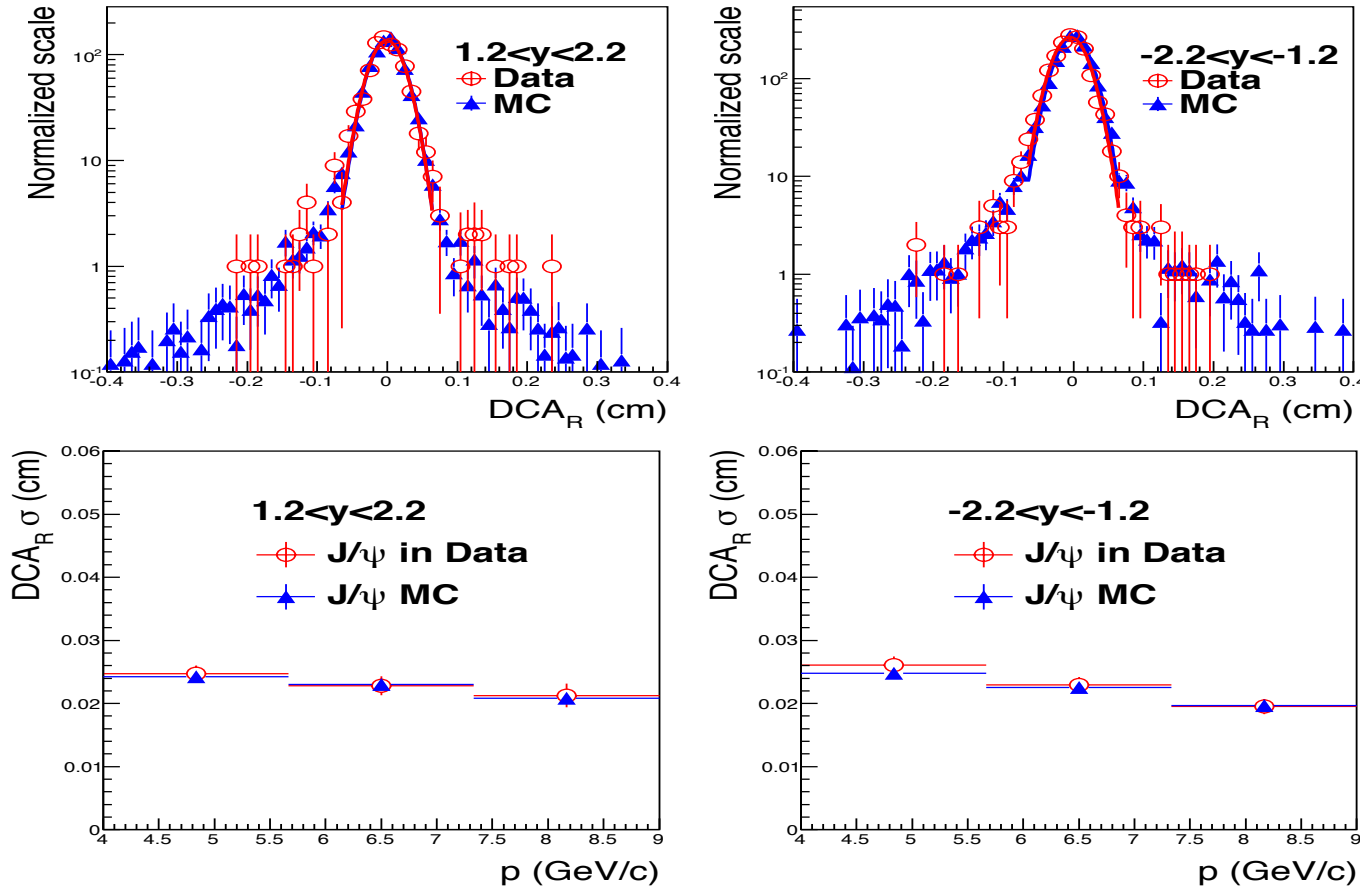 Normalized scale
10²
10
1
10⁻¹
1.2<y<2.2
Data
MC
-0.4 -0.3 -0.2 -0.1 0 0.1 0.2 0.3 0.4
DCA_R (cm)
Normalized scale
10²
10
1
10⁻¹
-2.2<y<-1.2
Data
MC
-0.4 -0.3 -0.2 -0.1 0 0.1 0.2 0.3 0.4
DCA_R (cm)
DCA_R σ (cm)
0.06
0.05
0.04
0.03
0.02
0.01
0
1.2<y<2.2
J/ψ in Data
J/ψ MC
4 4.5 5 5.5 6 6.5 7 7.5 8 8.5 9
p (GeV/c)
DCA_R σ (cm)
0.06
0.05
0.04
0.03
0.02
0.01
0
-2.2<y<-1.2
J/ψ in Data
J/ψ MC
4 4.5 5 5.5 6 6.5 7 7.5 8 8.5 9
p (GeV/c)